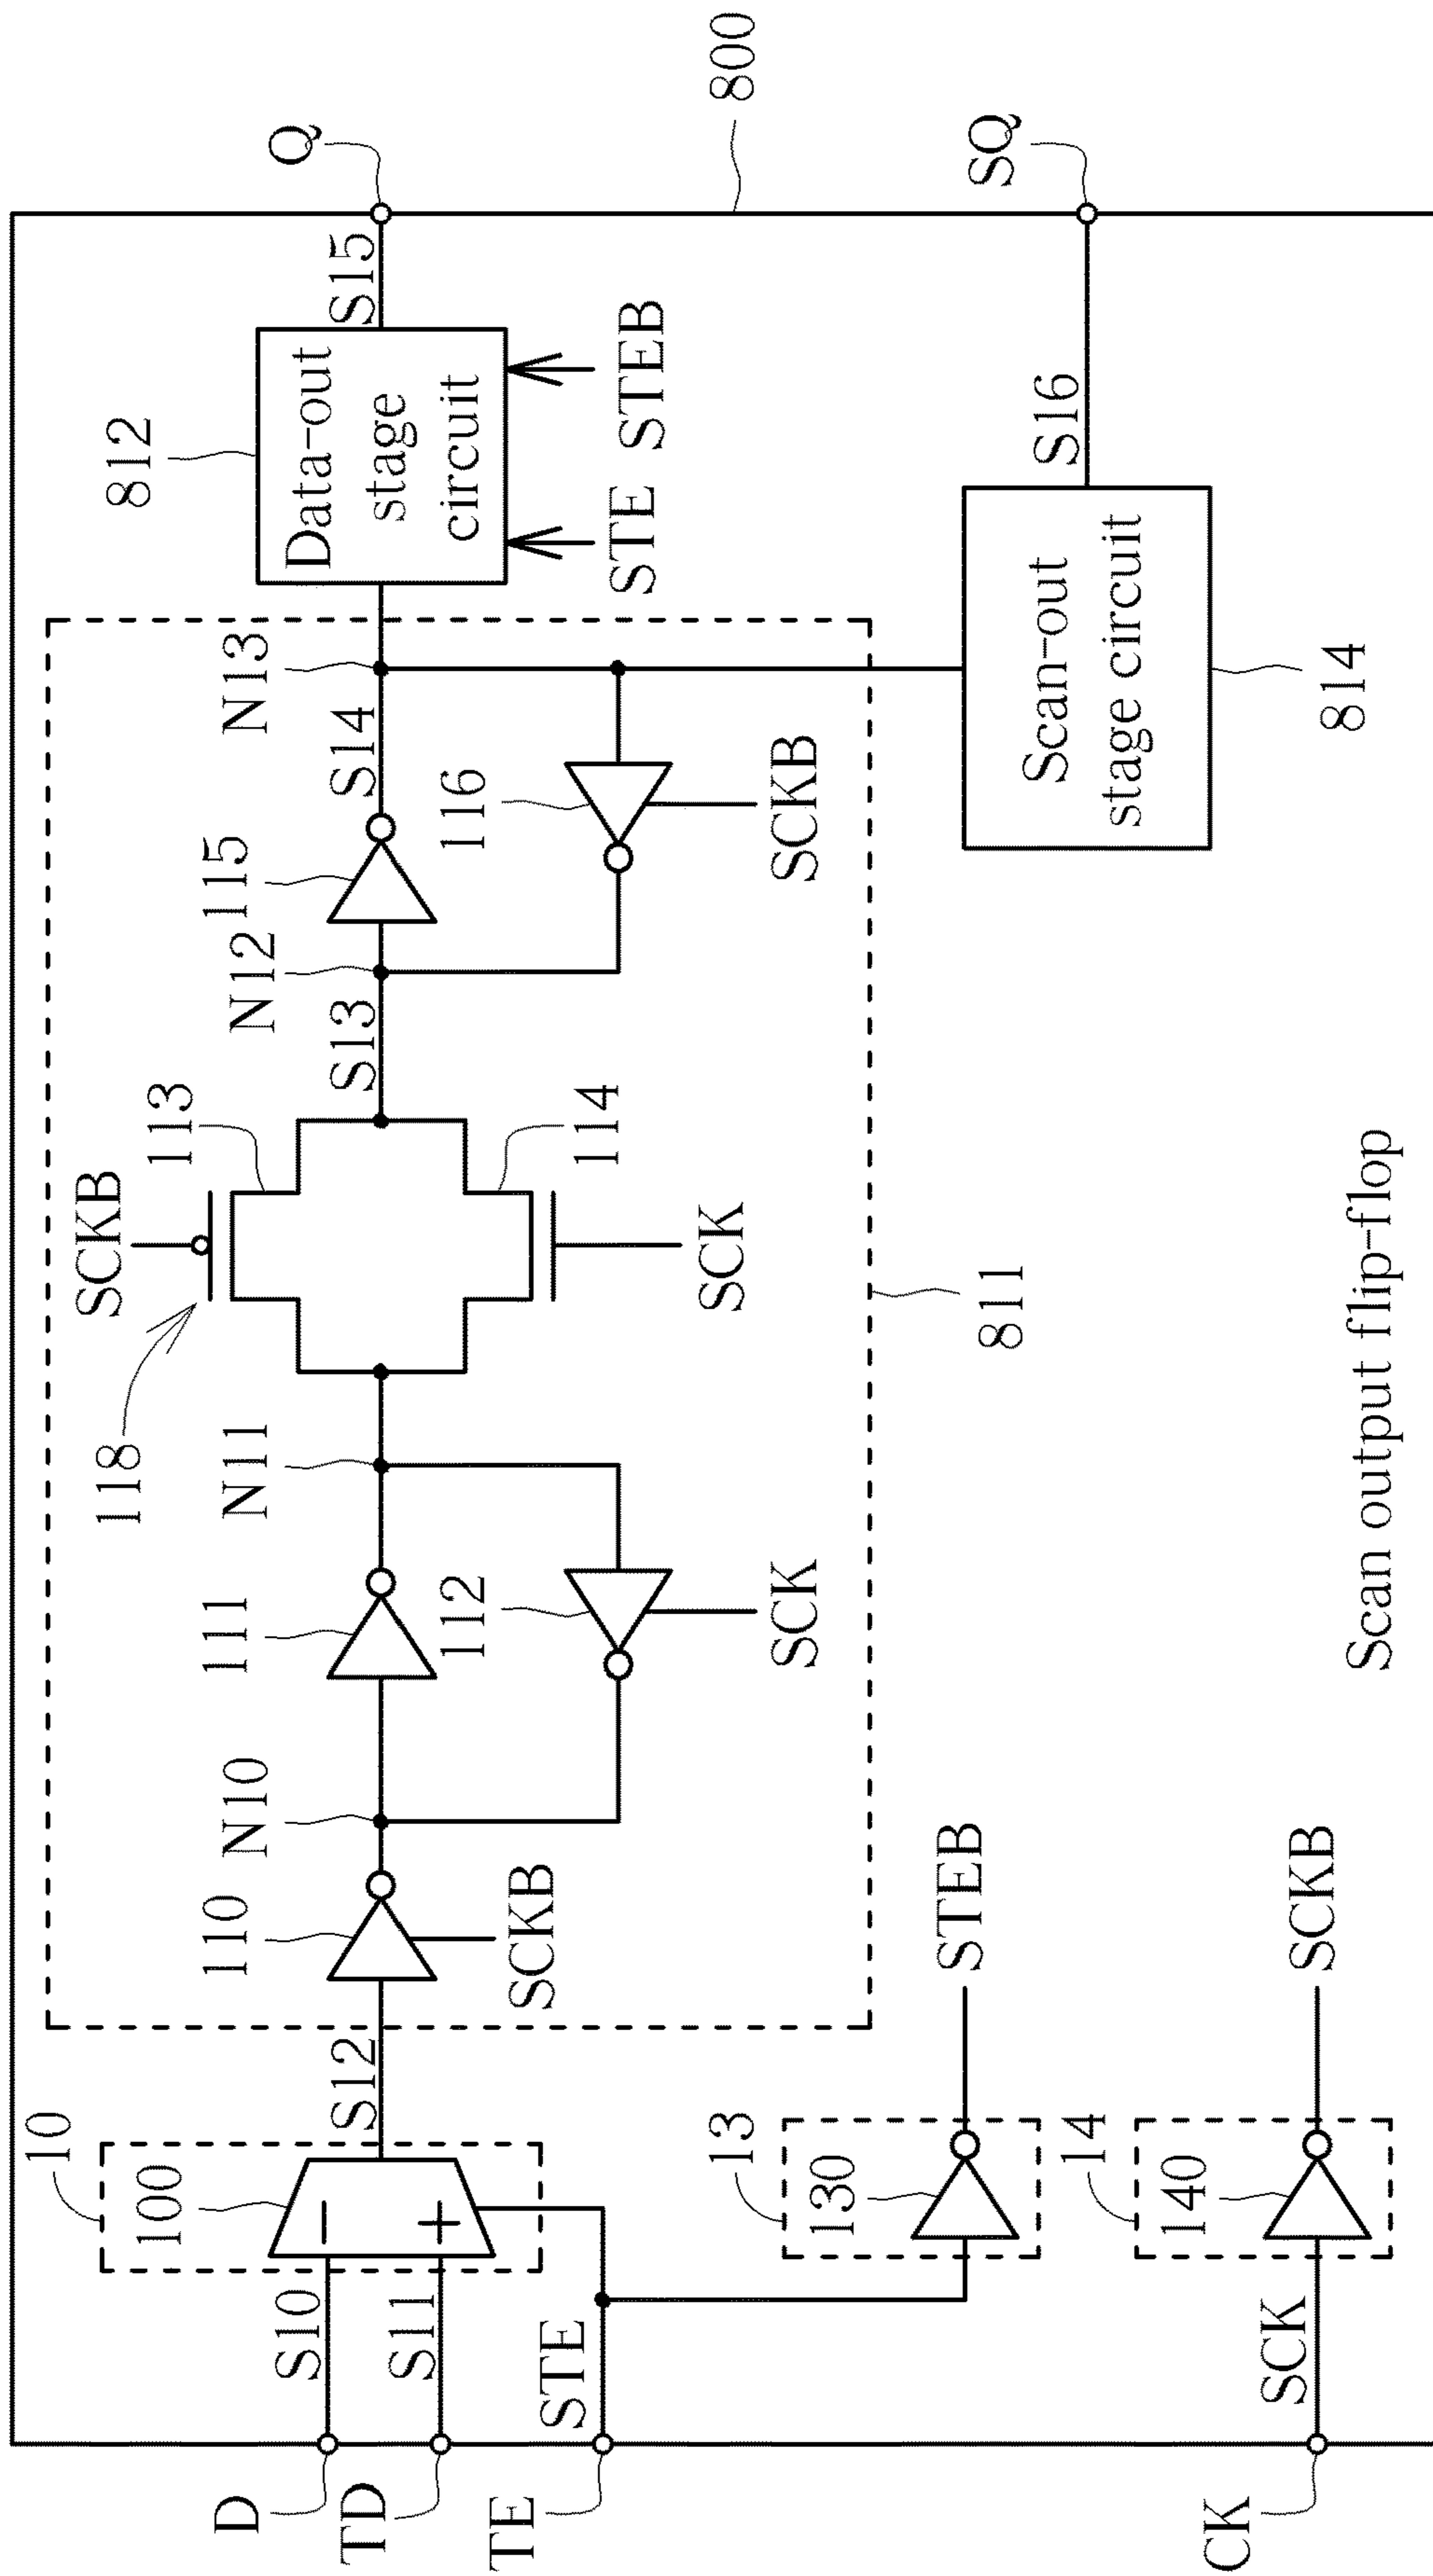 800
Q
SQ
812
S15
Data-out
stage
circuit
STE
STEB
S16
Scan-out
stage circuit
814
N13
S14
116
SCKB
115
N12
S13
SCKB
113
114
SCK
118
811
N11
111
112
SCK
N10
110
SCKB
S12
10
100
S10
S11
STE
13
130
STEB
14
140
SCKB
SCK
D
TD
TE
CK
Scan output flip-flop